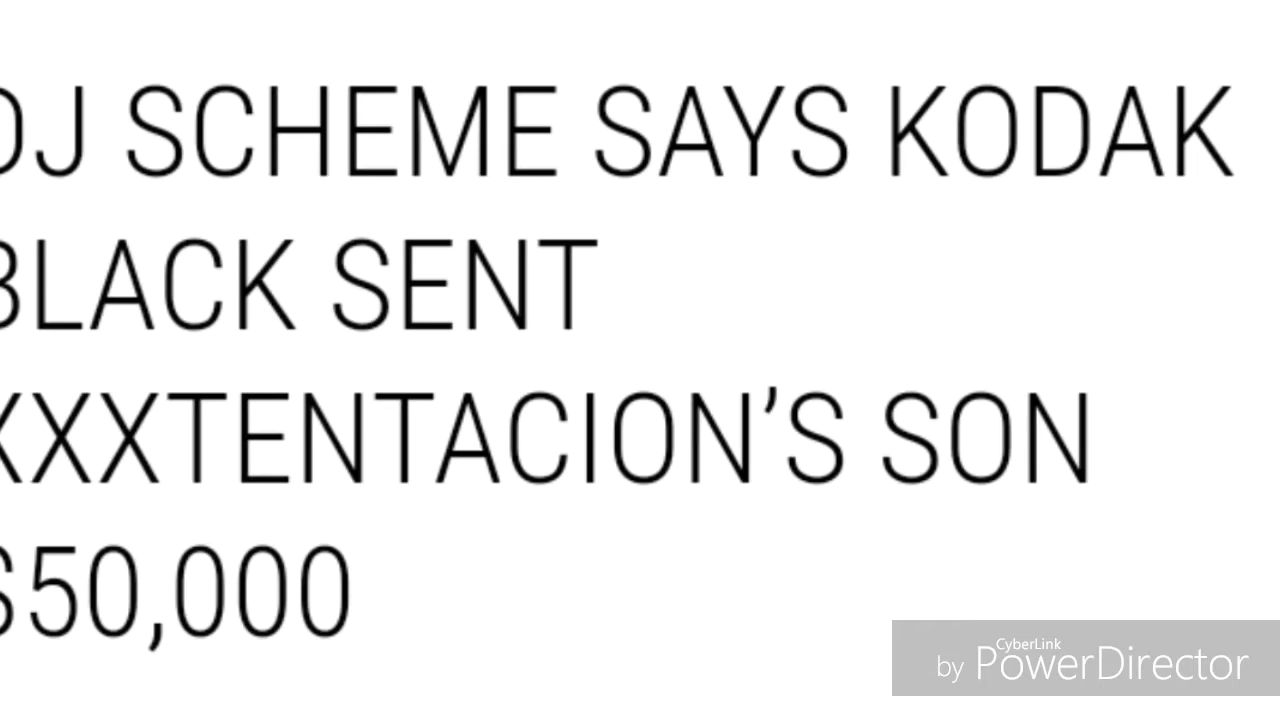 DJ SCHEME SAYS KODAK
BLACK SENT
XXXTENTACION’S SON
$50,000
by CyberLink PowerDirector